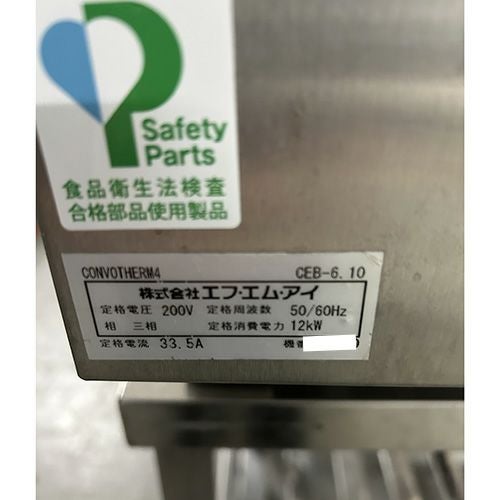 Safety
Parts
食品衛生法検査
合格部品使用製品
CONVOTHERM4 CEB-6.10
株式会社エフ・エム・アイ
定格電圧 200V 定格周波数 50/60Hz
相 三相 定格消費電力 12kW
定格電流 33.5A 機番